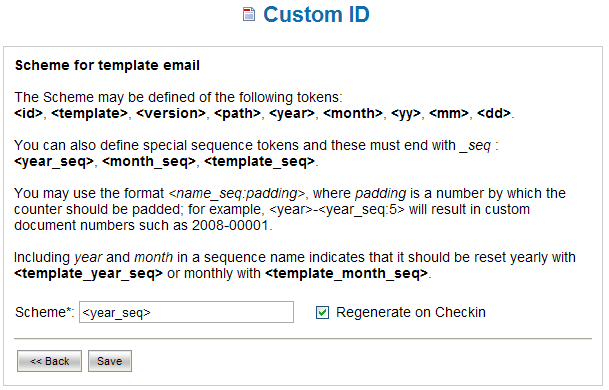 Custom ID
Scheme for template email
The Scheme may be defined of the following tokens:
<id>, <template>, <version>, <path>, <year>, <month>, <yy>, <mm>, <dd>.
You can also define special sequence tokens and these must end with _seq :
<year_seq>, <month_seq>, <template_seq>.
You may use the format <name_seq:padding>, where padding is a number by which the
counter should be padded; for example, <year>-<year_seq:5> will result in custom
document numbers such as 2008-00001.
Including year and month in a sequence name indicates that it should be reset yearly with
<template_year_seq> or monthly with <template_month_seq>.
Scheme*: <year_seq> Regenerate on Checkin
<< Back Save